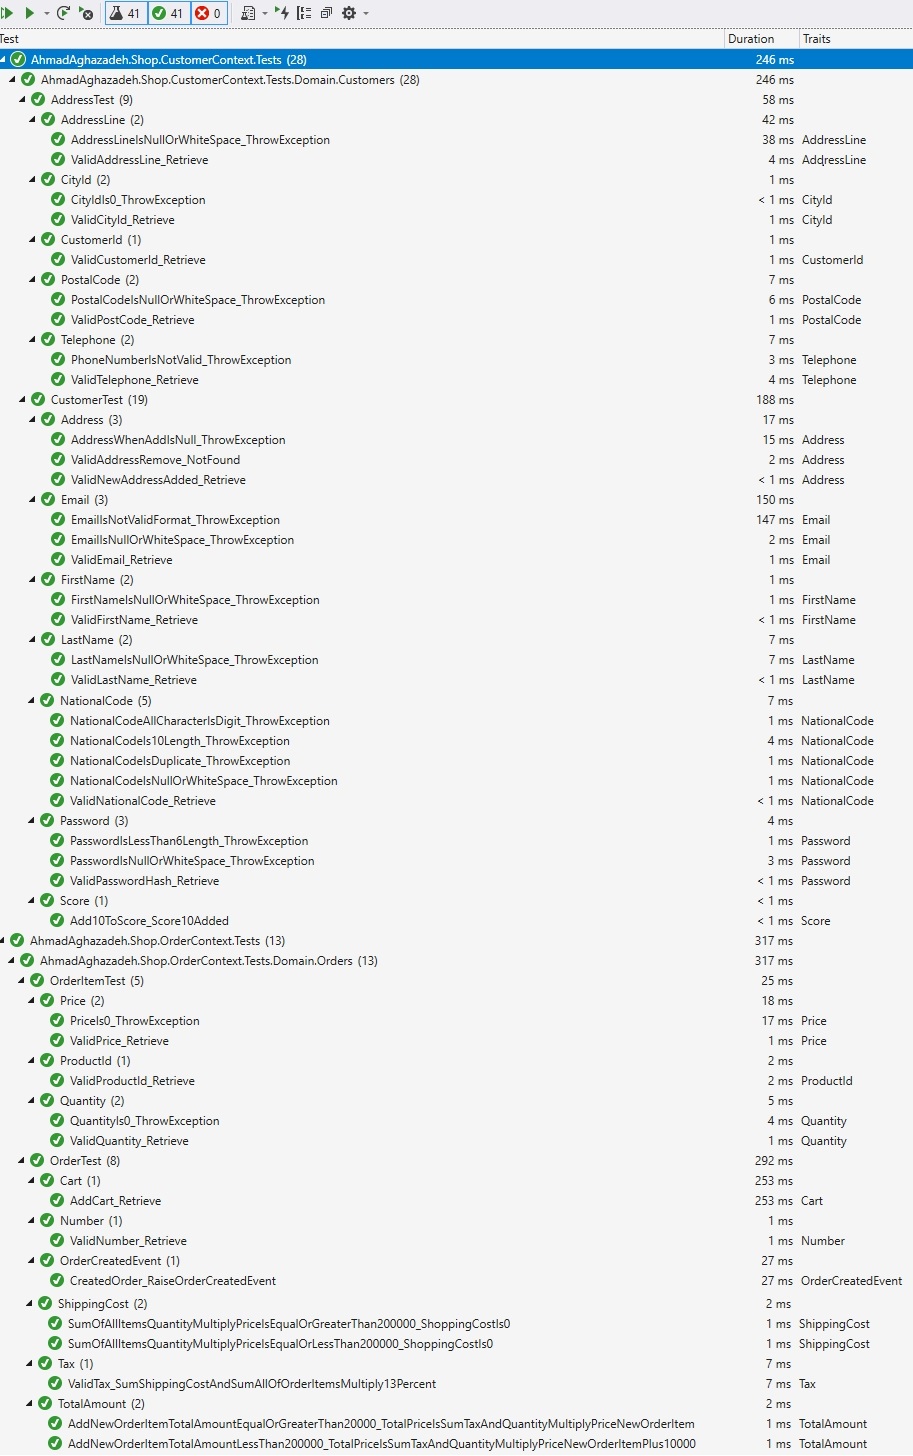 41 41 0
Test Duration Traits
AhmadAghazadeh.Shop.CustomerContext.Tests (28) 246 ms
AhmadAghazadeh.Shop.CustomerContext.Tests.Domain.Customers (28) 246 ms
AddressTest (9) 58 ms
AddressLine (2) 42 ms
AddressLineIsNullOrWhiteSpace_ThrowException 38 ms AddressLine
ValidAddressLine_Retrieve 4 ms AddressLine
CityId (2) 1 ms
CityIdIs0_ThrowException < 1 ms CityId
ValidCityId_Retrieve 1 ms CityId
CustomerId (1) 1 ms
ValidCustomerId_Retrieve 1 ms CustomerId
PostalCode (2) 7 ms
PostalCodeIsNullOrWhiteSpace_ThrowException 6 ms PostalCode
ValidPostCode_Retrieve 1 ms PostalCode
Telephone (2) 7 ms
PhoneNumberIsNotValid_ThrowException 3 ms Telephone
ValidTelephone_Retrieve 4 ms Telephone
CustomerTest (19) 188 ms
Address (3) 17 ms
AddressWhenAddIsNull_ThrowException 15 ms Address
ValidAddressRemove_NotFound 2 ms Address
ValidNewAddressAdded_Retrieve < 1 ms Address
Email (3) 150 ms
EmailIsNotValidFormat_ThrowException 147 ms Email
EmailIsNullOrWhiteSpace_ThrowException 2 ms Email
ValidEmail_Retrieve 1 ms Email
FirstName (2) 1 ms
FirstNameIsNullOrWhiteSpace_ThrowException 1 ms FirstName
ValidFirstName_Retrieve < 1 ms FirstName
LastName (2) 7 ms
LastNameIsNullOrWhiteSpace_ThrowException 7 ms LastName
ValidLastName_Retrieve < 1 ms LastName
NationalCode (5) 7 ms
NationalCodeAllCharacterIsDigit_ThrowException 1 ms NationalCode
NationalCodeIs10Length_ThrowException 4 ms NationalCode
NationalCodeIsDuplicate_ThrowException 1 ms NationalCode
NationalCodeIsNullOrWhiteSpace_ThrowException 1 ms NationalCode
ValidNationalCode_Retrieve < 1 ms NationalCode
Password (3) 4 ms
PasswordIsLessThan6Length_ThrowException 1 ms Password
PasswordIsNullOrWhiteSpace_ThrowException 3 ms Password
ValidPasswordHash_Retrieve < 1 ms Password
Score (1) < 1 ms
Add10ToScore_Score10Added < 1 ms Score
AhmadAghazadeh.Shop.OrderContext.Tests (13) 317 ms
AhmadAghazadeh.Shop.OrderContext.Tests.Domain.Orders (13) 317 ms
OrderItemTest (5) 25 ms
Price (2) 18 ms
PriceIs0_ThrowException 17 ms Price
ValidPrice_Retrieve 1 ms Price
ProductId (1) 2 ms
ValidProductId_Retrieve 2 ms ProductId
Quantity (2) 5 ms
QuantityIs0_ThrowException 4 ms Quantity
ValidQuantity_Retrieve 1 ms Quantity
OrderTest (8) 292 ms
Cart (1) 253 ms
AddCart_Retrieve 253 ms Cart
Number (1) 1 ms
ValidNumber_Retrieve 1 ms Number
OrderCreatedEvent (1) 27 ms
CreatedOrder_RaiseOrderCreatedEvent 27 ms OrderCreatedEvent
ShippingCost (2) 2 ms
SumOfAllItemsQuantityMultiplyPriceIsEqualOrGreaterThan200000_ShoppingCostIs0 1 ms ShippingCost
SumOfAllItemsQuantityMultiplyPriceIsEqualOrLessThan200000_ShoppingCostIs0 1 ms ShippingCost
Tax (1) 7 ms
ValidTax_SumShippingCostAndSumAllOfOrderItemsMultiply13Percent 7 ms Tax
TotalAmount (2) 2 ms
AddNewOrderItemTotalAmountEqualOrGreaterThan20000_TotalPriceIsSumTaxAndQuantityMultiplyPriceNewOrderItem 1 ms TotalAmount
AddNewOrderItemTotalAmountLessThan200000_TotalPriceIsSumTaxAndQuantityMultiplyPriceNewOrderItemPlus10000 1 ms TotalAmount